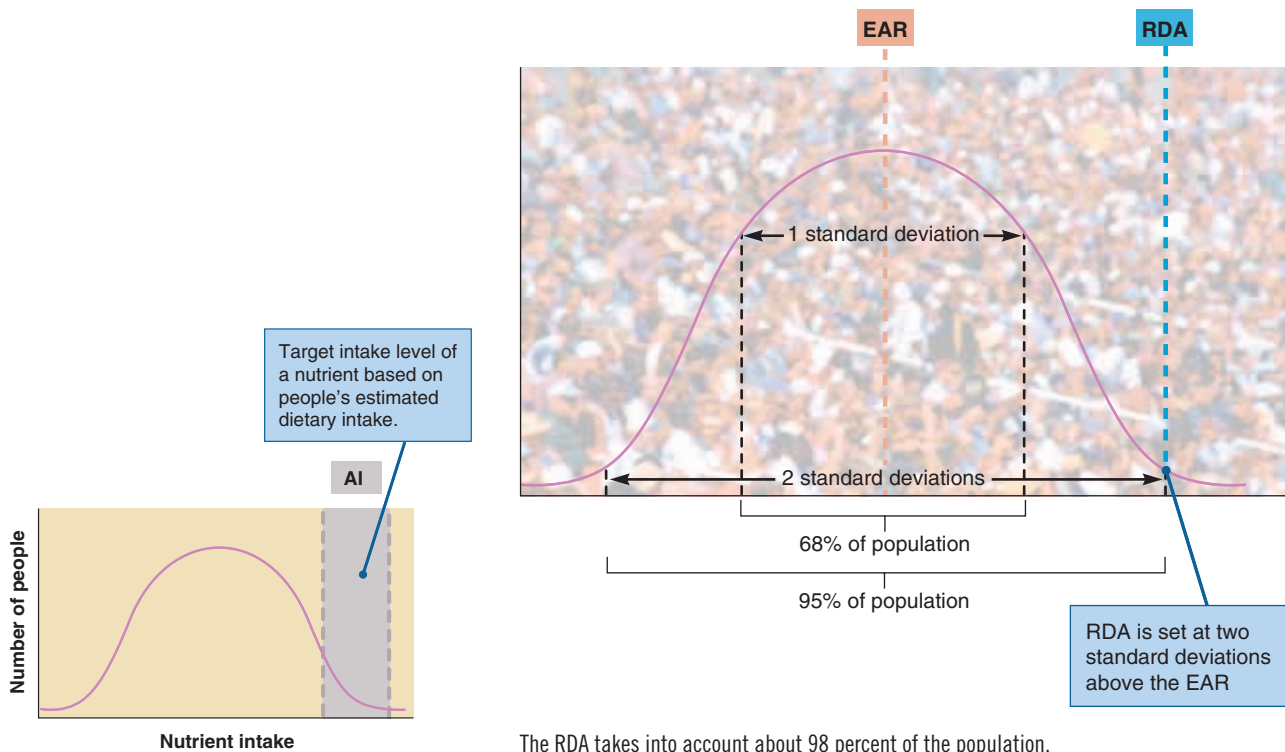 EAR
RDA
1 standard deviation
2 standard deviations
68% of population
95% of population
RDA is set at two
standard deviations
above the EAR
The RDA takes into account about 98 percent of the population.
Target intake level of
a nutrient based on
people's estimated
dietary intake.
AI
Number of people
Nutrient intake